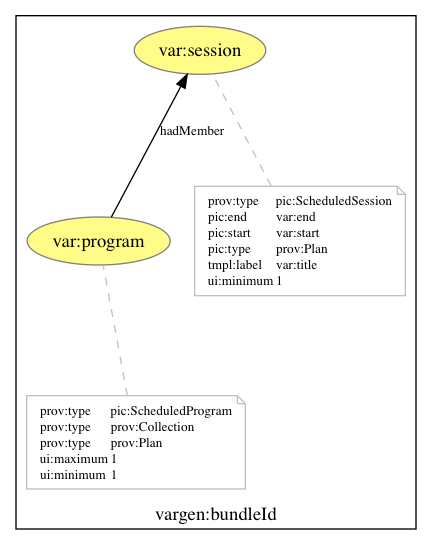 var:session
hadMember
prov:type pic:ScheduledSession
pic:end var:end
pic:start var:start
pic:type prov:Plan
tmpl:label var:title
ui:minimum 1
var:program
prov:type pic:ScheduledProgram
prov:type prov:Collection
prov:type prov:Plan
ui:maximum 1
ui:minimum 1
vargen:bundleId